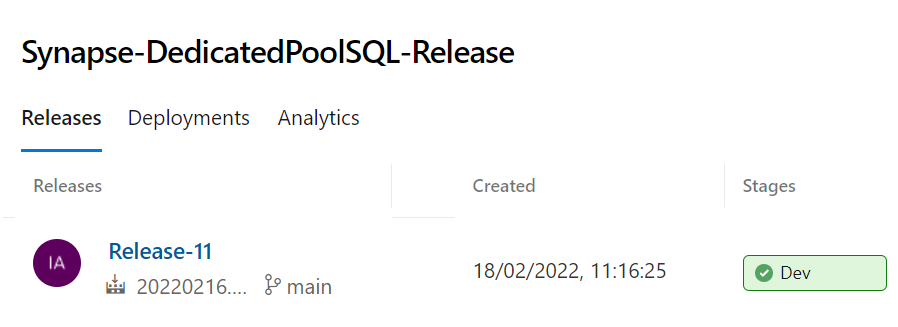 Synapse-DedicatedPoolSQL-Release
Releases Deployments Analytics
Releases Created Stages
IA Release-11
20220216.... main 18/02/2022, 11:16:25 Dev